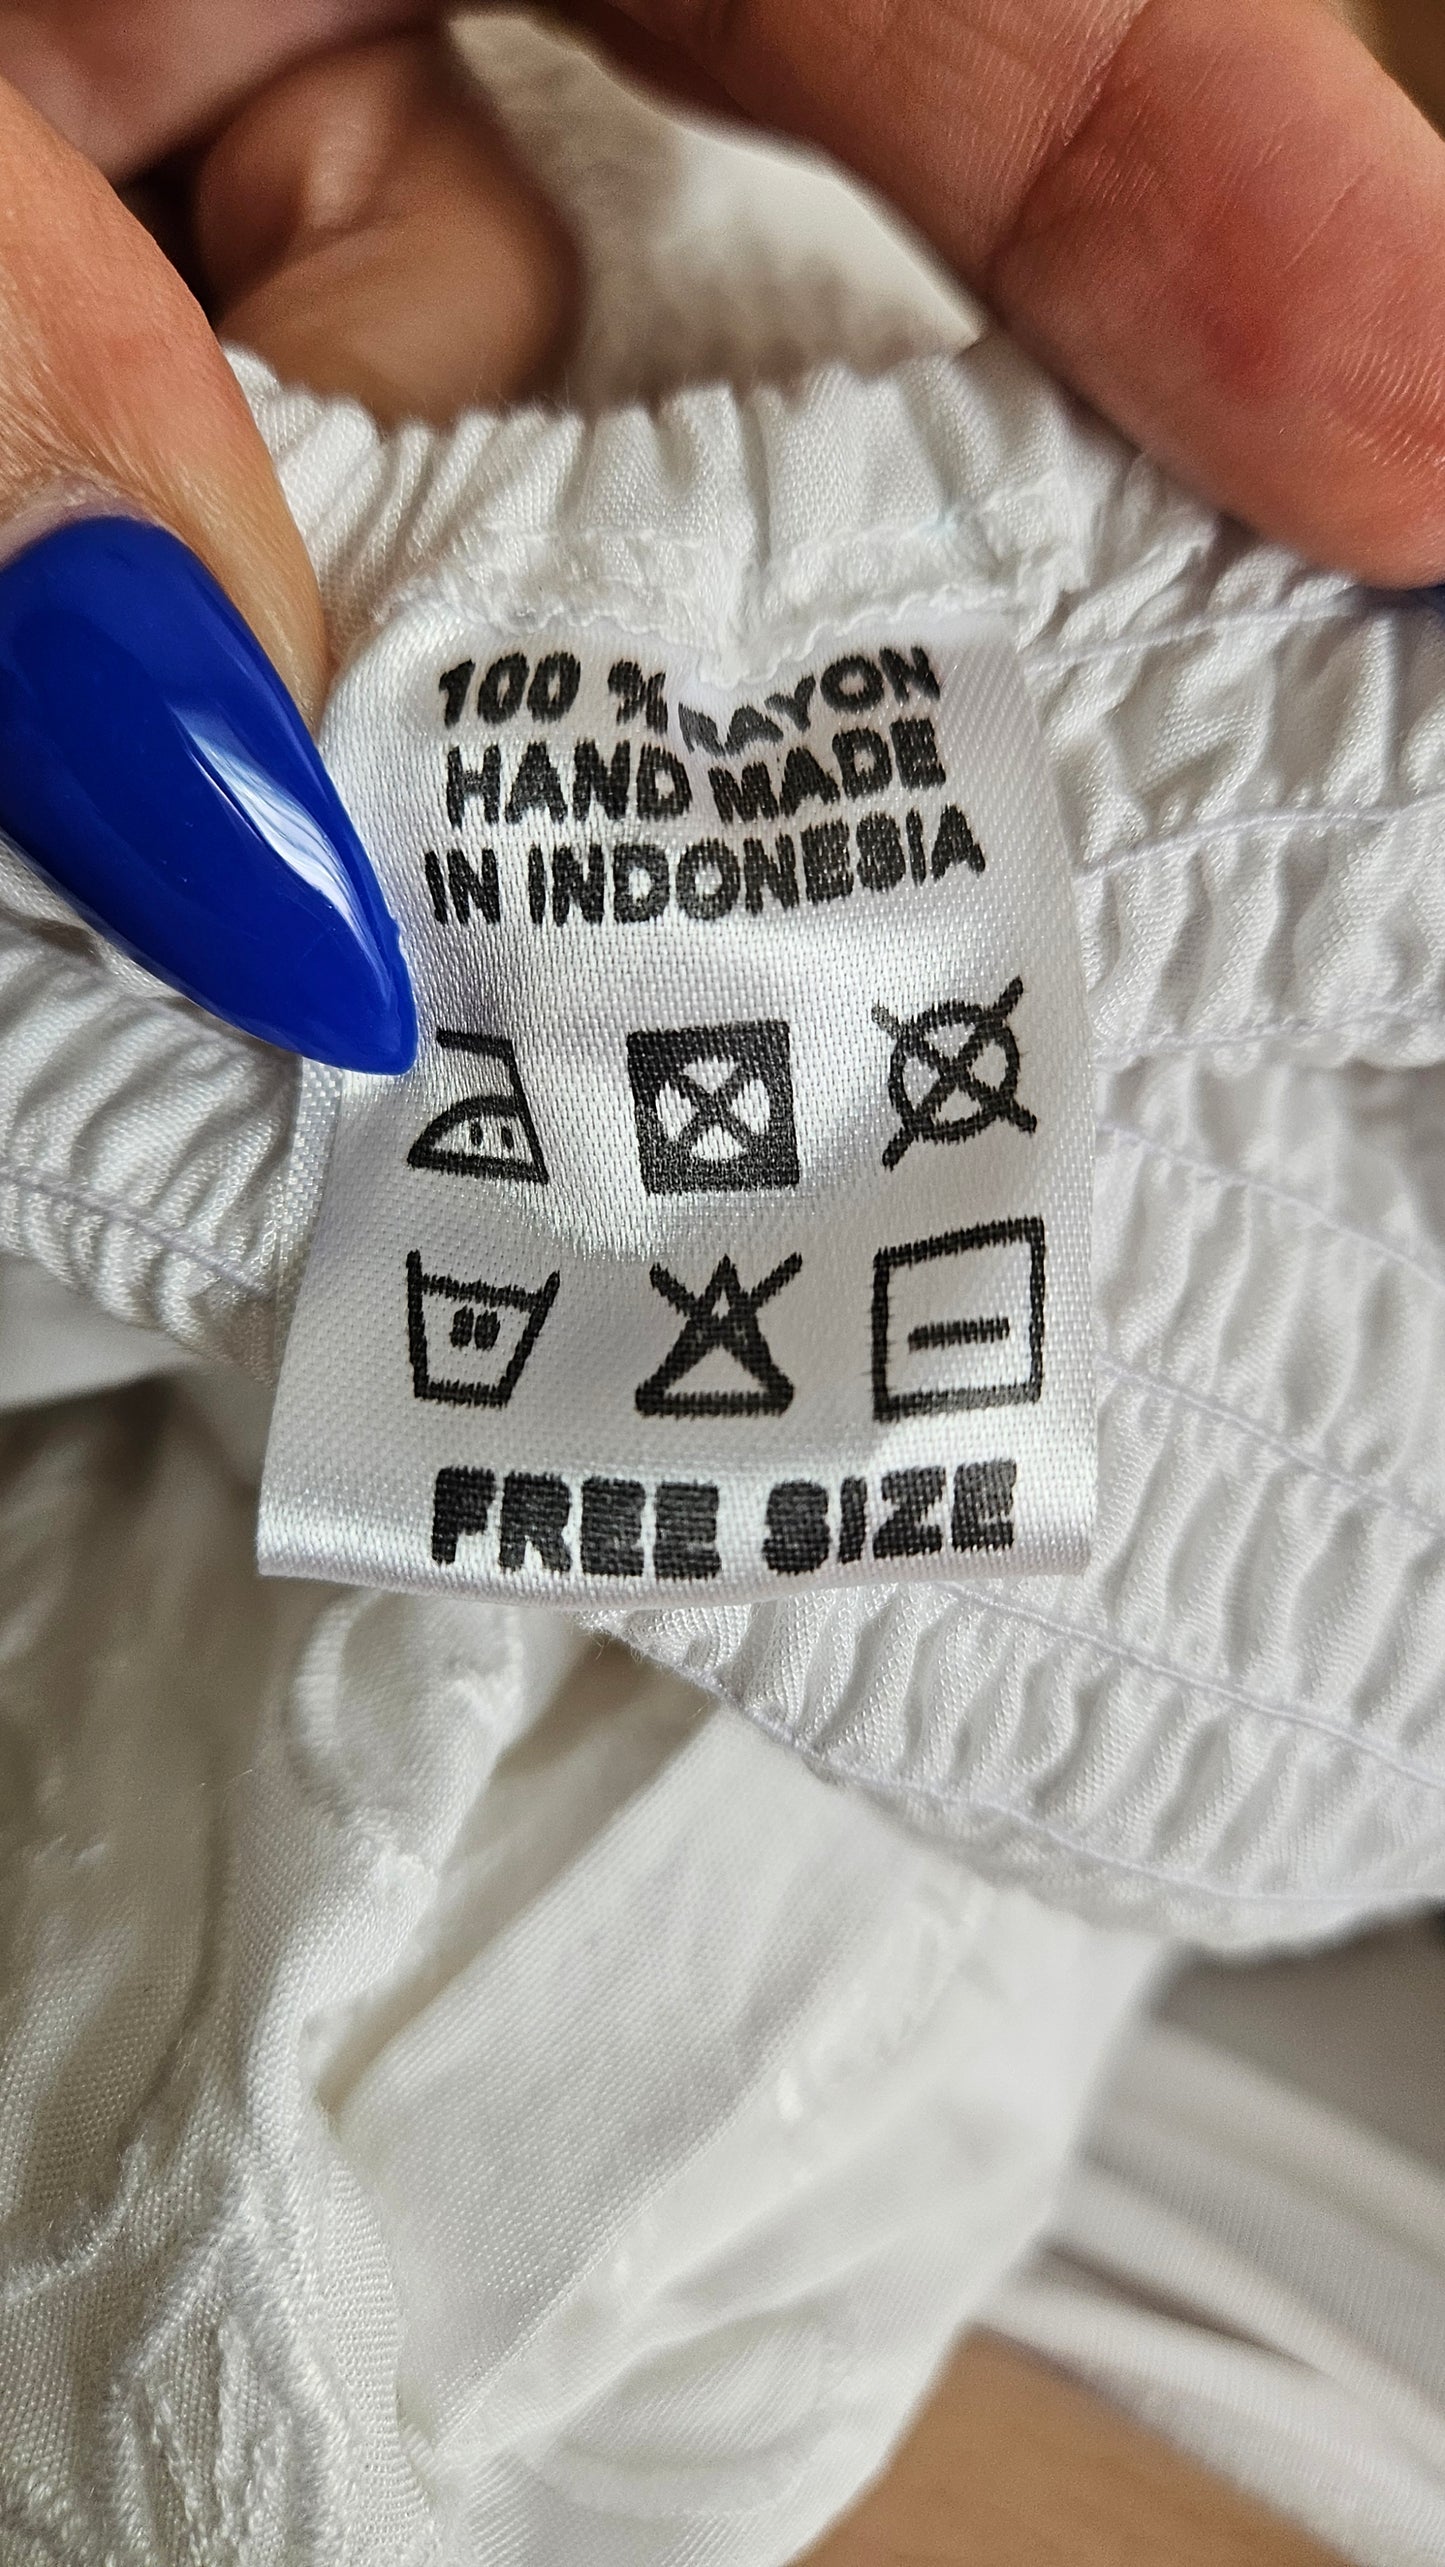 100 % RAYON
HAND MADE
IN INDONESIA
FREE SIZE